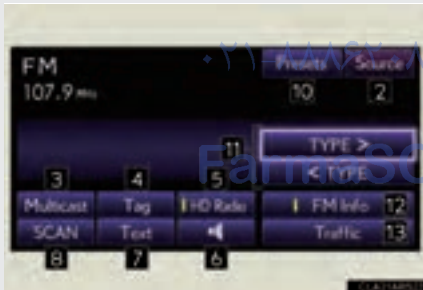 FM
Presets Source
107.9 MHz
10 2
11 TYPE >
< TYPE
FarmaSC
3 4 5
Multicast Tag HD Radio FM Info 12
SCAN Text Traffic 13
8 7 6